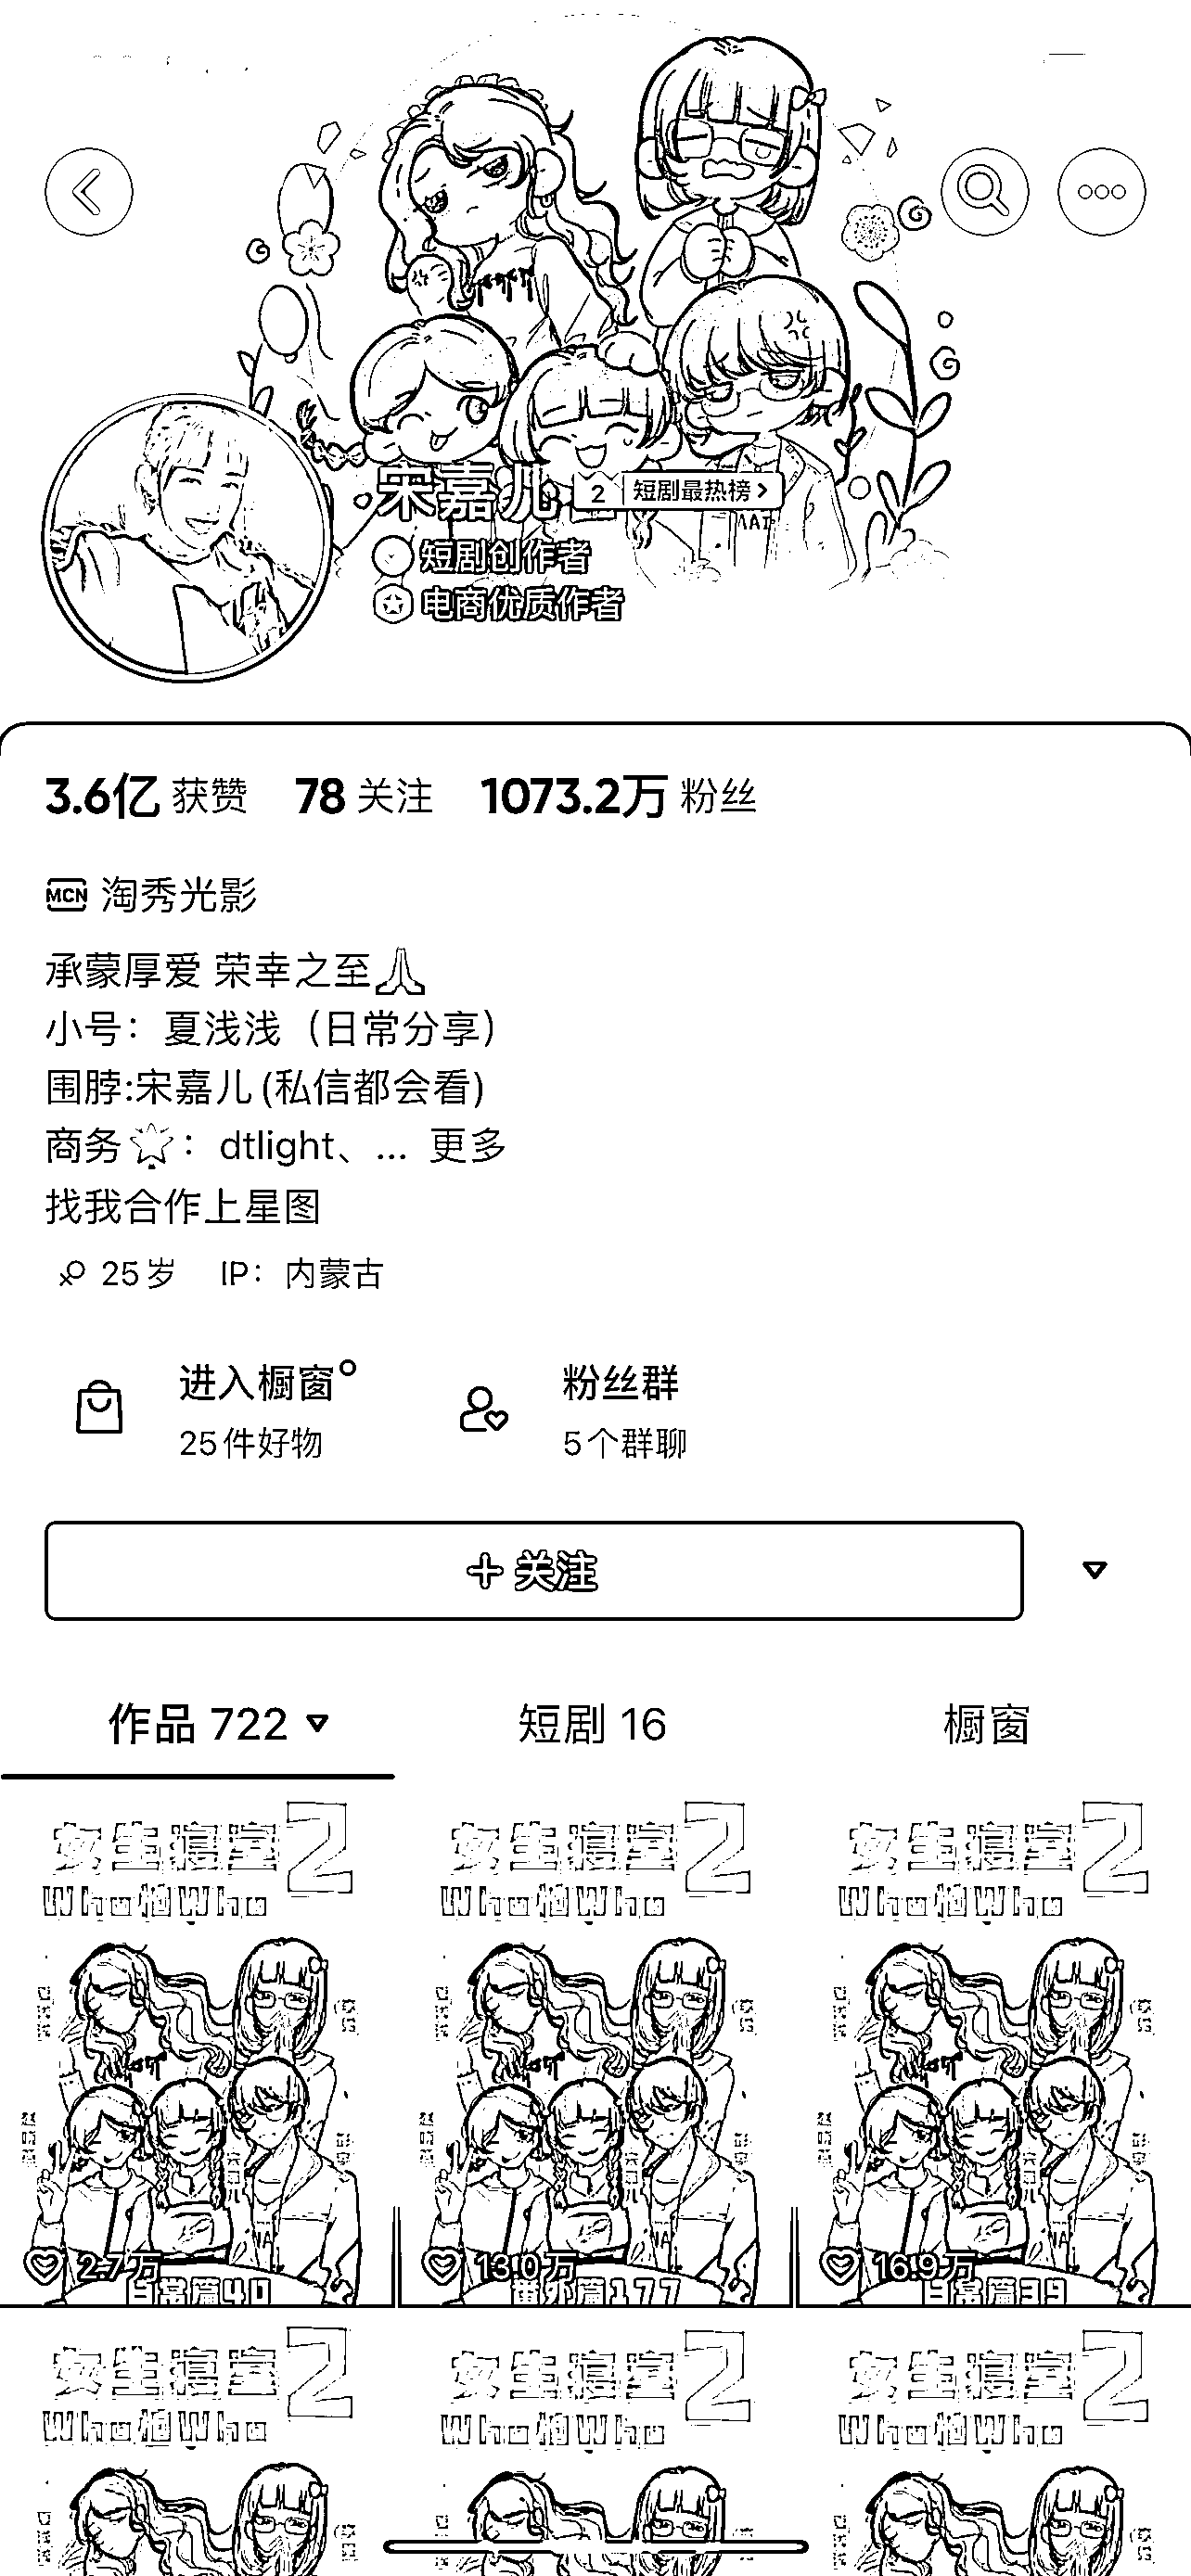 宋嘉儿
2 短剧最热榜 >
短剧创作者
电商优质作者
3.6亿 获赞 78 关注 1073.2万 粉丝
MCN 淘秀光影
承蒙厚爱 荣幸之至🙏
小号：夏浅浅（日常分享）
围脖:宋嘉儿(私信都会看)
商务🌟：dtlight、... 更多
找我合作上星图
25岁 IP：内蒙古
进入橱窗 粉丝群
25件好物 5个群聊
+ 关注
作品 722 短剧 16 橱窗
女生寝室2 女生寝室2 女生寝室2
Who怕Who Who怕Who Who怕Who
2.7万 13.0万 16.9万
日常篇40 番外篇177 日常篇39
女生寝室2 女生寝室2 女生寝室2
Who怕Who Who怕Who Who怕Who